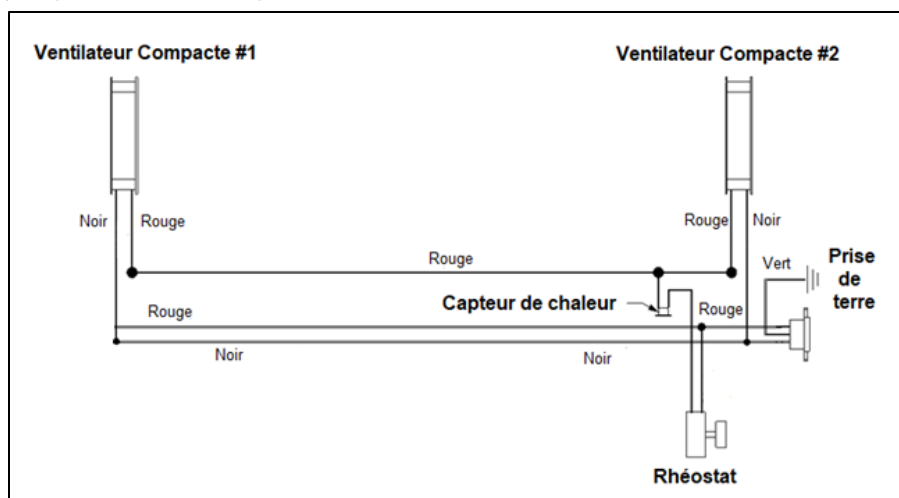 Ventilateur Compacte #1
Ventilateur Compacte #2
Noir
Rouge
Rouge
Noir
Rouge
Vert
Prise
de
terre
Capteur de chaleur
Rouge
Rouge
Noir
Noir
Rhéostat